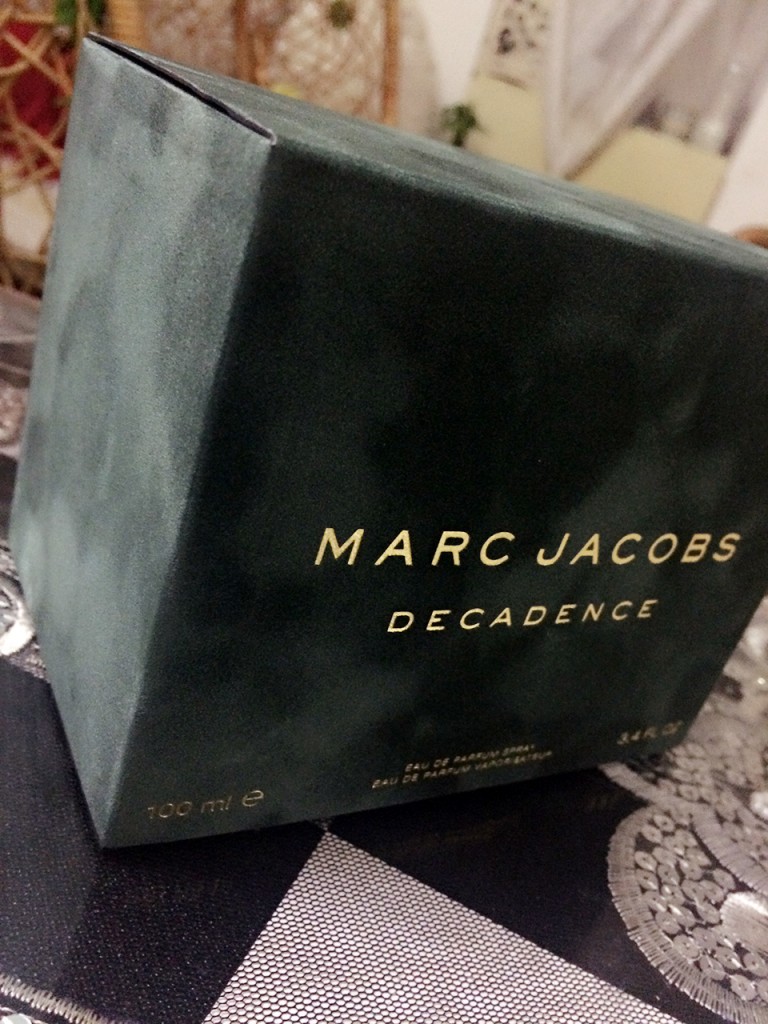 MARC JACOBS
DECADENCE
EAU DE PARFUM SPRAY
EAU DE PARFUM VAPORISATEUR
100 ml ℮
3.4 FL OZ